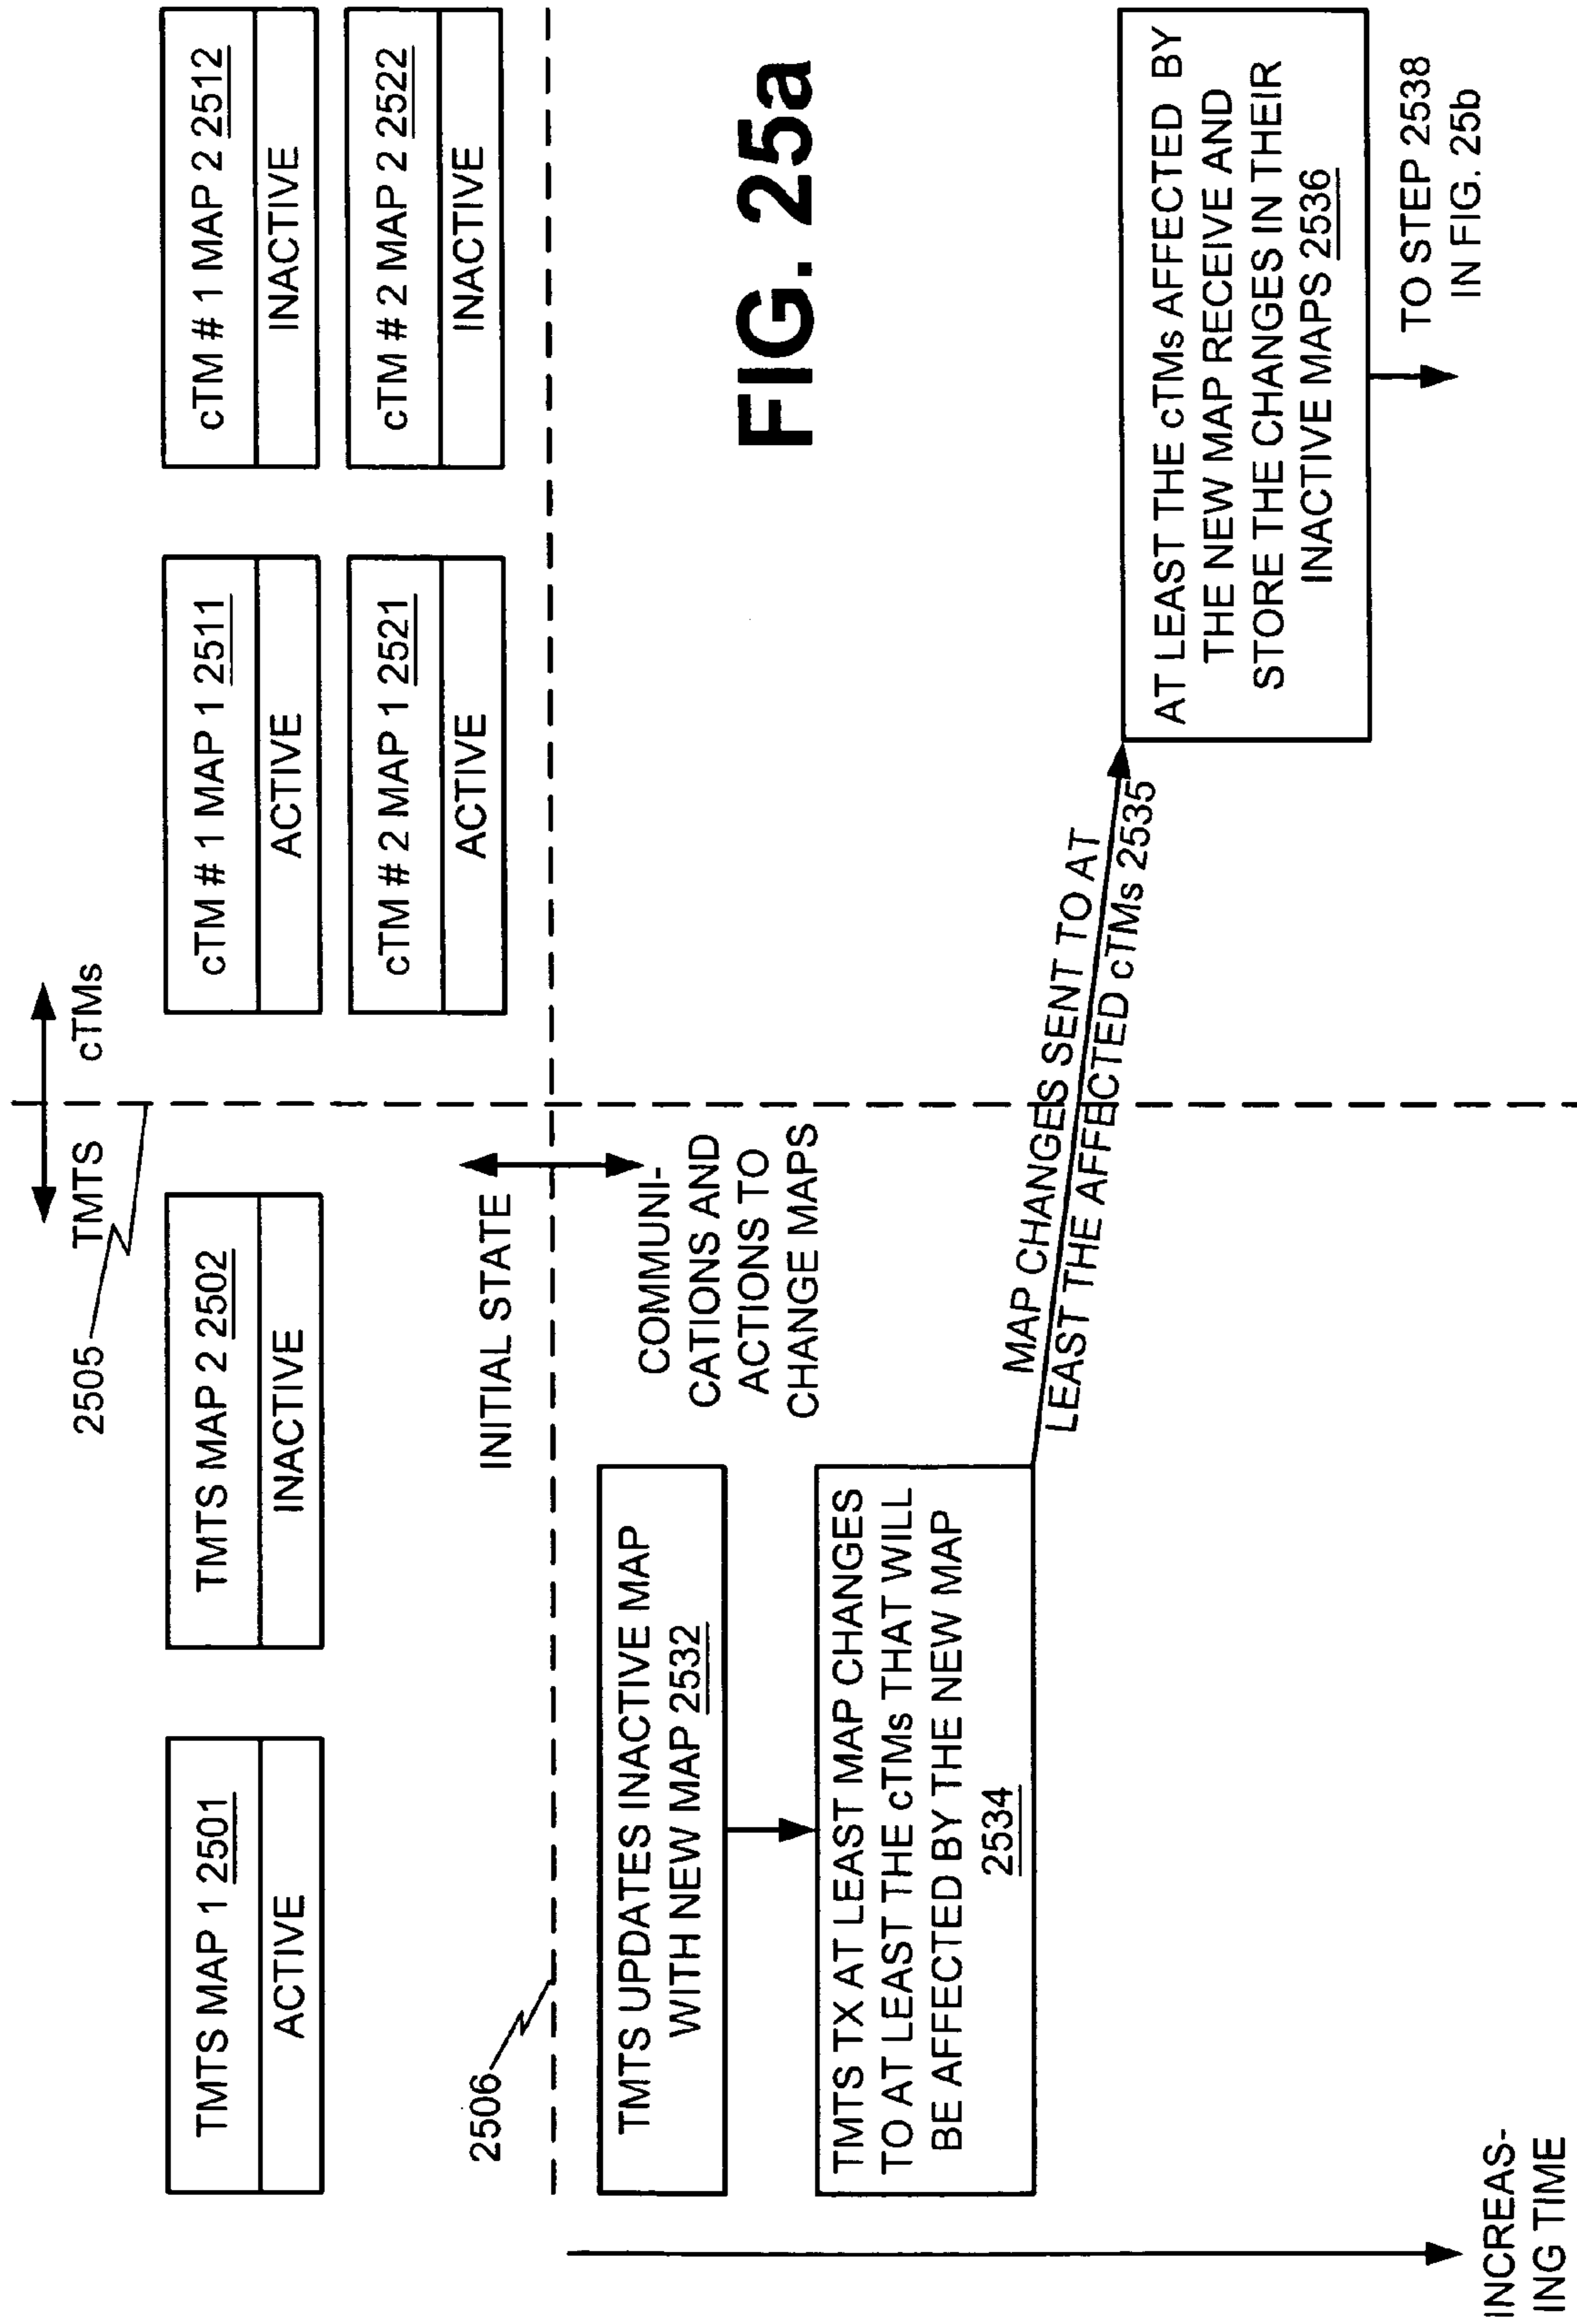 TMTS
cTMs
2505
TMTS MAP 1 2501
ACTIVE
TMTS MAP 2 2502
INACTIVE
cTM # 1 MAP 1 2511
ACTIVE
cTM # 1 MAP 2 2512
INACTIVE
cTM # 2 MAP 1 2521
ACTIVE
cTM # 2 MAP 2 2522
INACTIVE
2506
INITIAL STATE
COMMUNI-
CATIONS AND
ACTIONS TO
CHANGE MAPS
FIG. 25a
TMTS UPDATES INACTIVE MAP
WITH NEW MAP 2532
TMTS TX AT LEAST MAP CHANGES
TO AT LEAST THE cTMs THAT WILL
BE AFFECTED BY THE NEW MAP
2534
MAP CHANGES SENT TO AT
LEAST THE AFFECTED cTMs 2535
AT LEAST THE cTMs AFFECTED BY
THE NEW MAP RECEIVE AND
STORE THE CHANGES IN THEIR
INACTIVE MAPS 2536
TO STEP 2538
IN FIG. 25b
INCREAS-
ING TIME